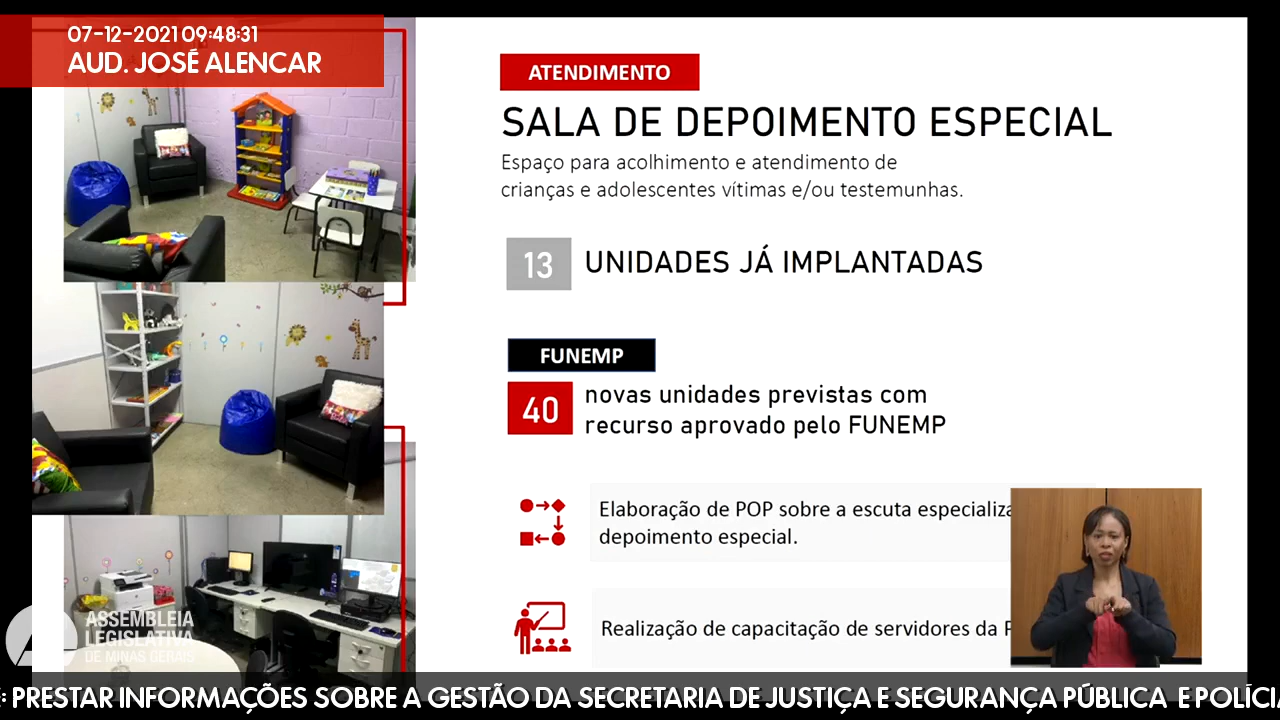 07-12-2021 09:48:31
AUD. JOSÉ ALENCAR
ATENDIMENTO
SALA DE DEPOIMENTO ESPECIAL
Espaço para acolhimento e atendimento de
crianças e adolescentes vítimas e/ou testemunhas.
13 UNIDADES JÁ IMPLANTADAS
FUNEMP
40 novas unidades previstas com
recurso aprovado pelo FUNEMP
Elaboração de POP sobre a escuta especializa
depoimento especial.
Realização de capacitação de servidores da
ASSEMBLEIA
LEGISLATIVA
DE MINAS GERAIS
: PRESTAR INFORMAÇÕES SOBRE A GESTÃO DA SECRETARIA DE JUSTIÇA E SEGURANÇA PÚBLICA E POLÍCI